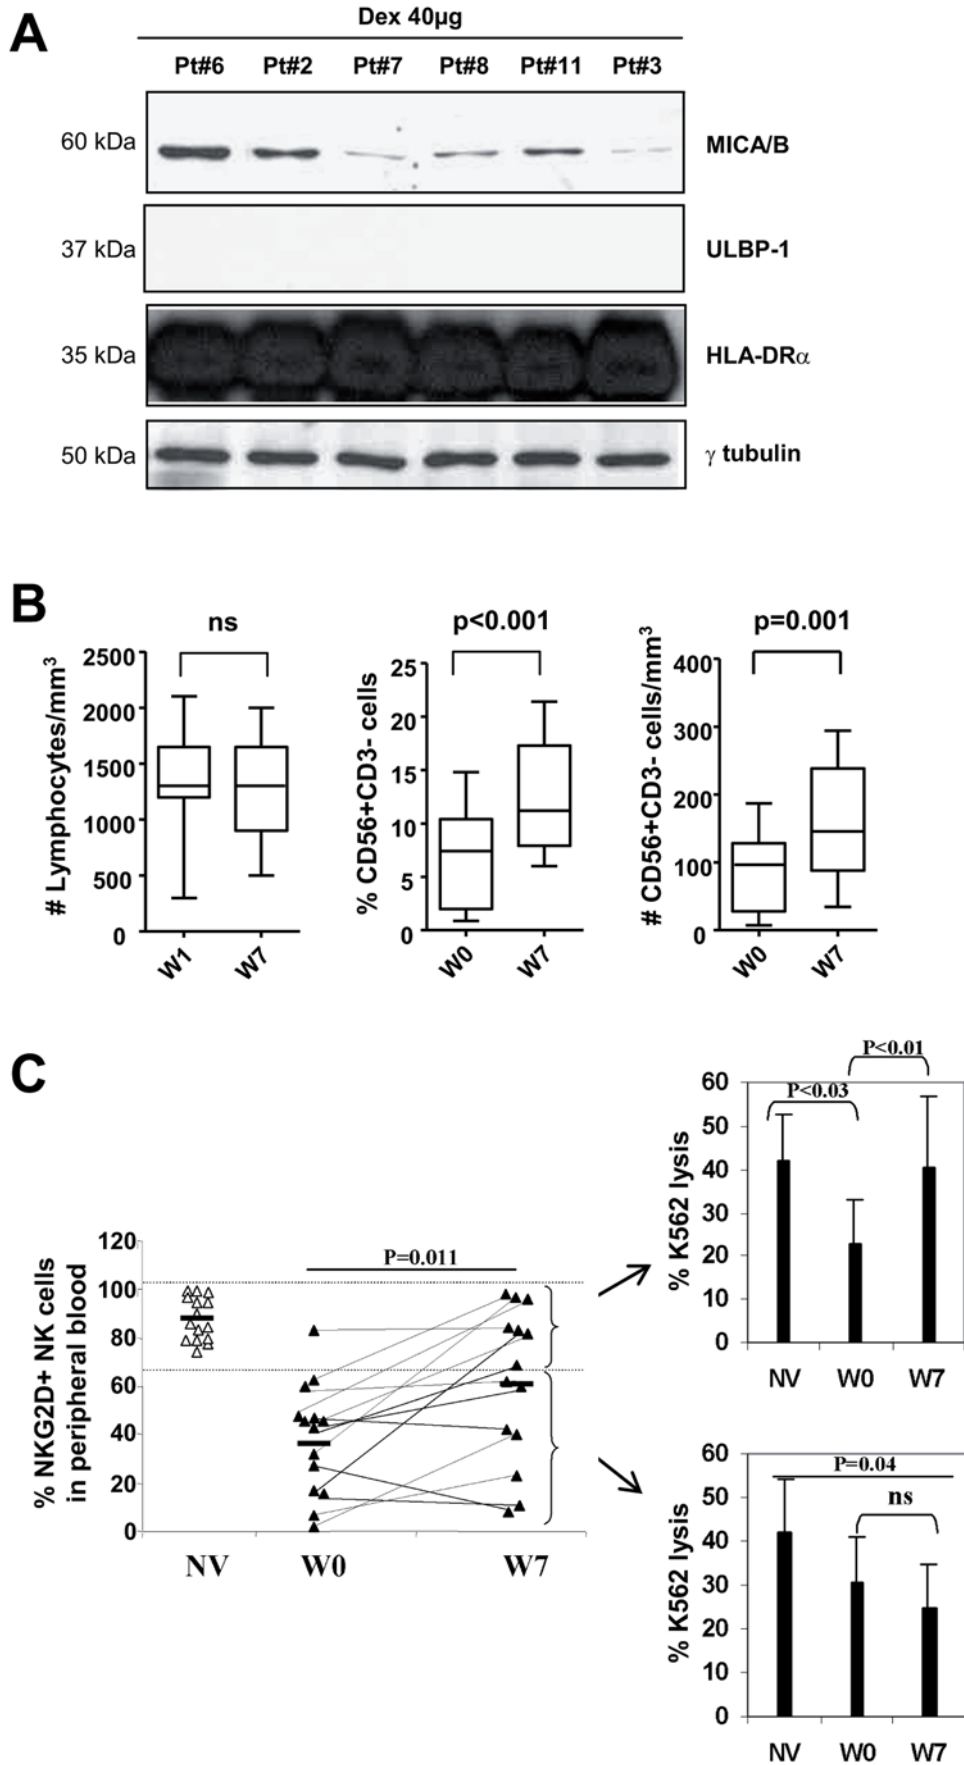 A
Dex 40µg
Pt#6 Pt#2 Pt#7 Pt#8 Pt#11 Pt#3
60 kDa MICA/B
37 kDa ULBP-1
35 kDa HLA-DRα
50 kDa γ tubulin
B
ns
# Lymphocytes/mm3
2500
2000
1500
1000
500
0
W1 W7
p<0.001
% CD56+CD3- cells
25
20
15
10
5
0
W0 W7
p=0.001
# CD56+CD3- cells/mm3
400
300
200
100
0
W0 W7
C
% NKG2D+ NK cells
in peripheral blood
120
100
80
60
40
20
0
P=0.011
NV W0 W7
P<0.01
P<0.03
% K562 lysis
60
50
40
30
20
10
0
NV W0 W7
P=0.04
ns
% K562 lysis
60
50
40
30
20
10
0
NV W0 W7